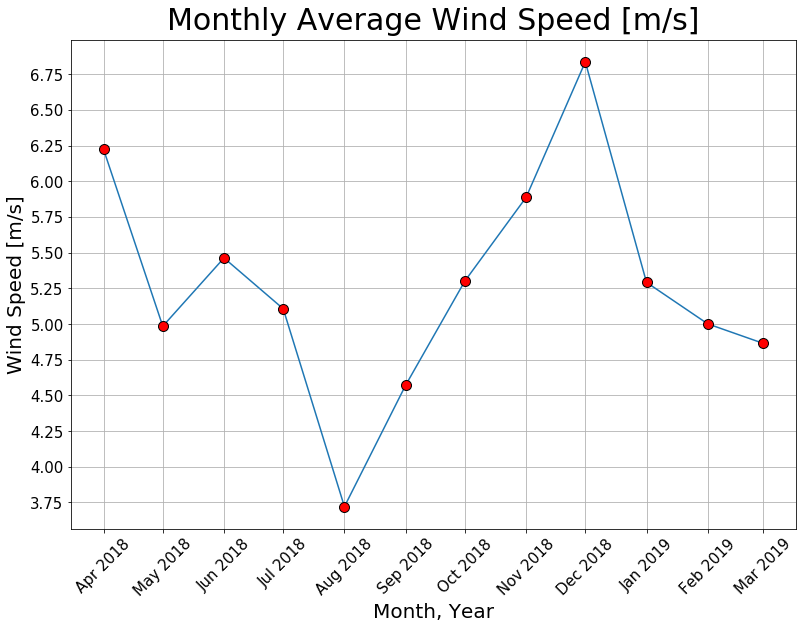 Monthly Average Wind Speed [m/s]
Wind Speed [m/s]
6.75
6.50
6.25
6.00
5.75
5.50
5.25
5.00
4.75
4.50
4.25
4.00
3.75
Apr 2018
May 2018
Jun 2018
Jul 2018
Aug 2018
Sep 2018
Oct 2018
Nov 2018
Dec 2018
Jan 2019
Feb 2019
Mar 2019
Month, Year